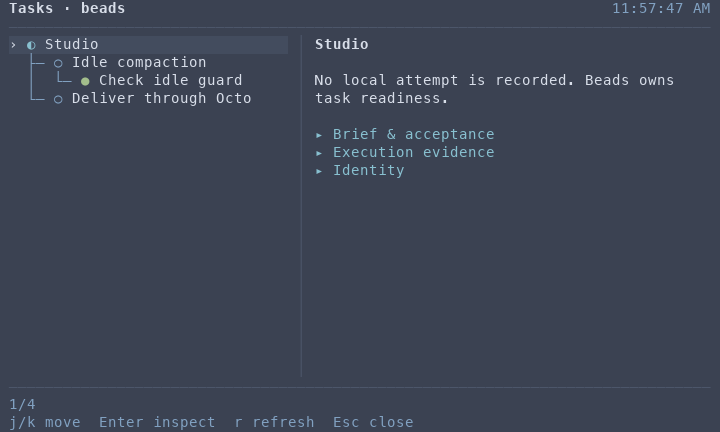 Tasks · beads 11:57:47 AM
› ◐ Studio
├─ ○ Idle compaction
│  └─ ● Check idle guard
└─ ○ Deliver through Octo
Studio
No local attempt is recorded. Beads owns
task readiness.
▸ Brief & acceptance
▸ Execution evidence
▸ Identity
1/4
j/k move  Enter inspect  r refresh  Esc close